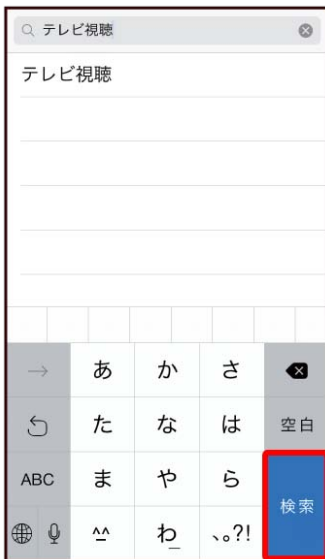 テレビ視聴
テレビ視聴
→ あ か さ
た な は 空白
ABC ま や ら 検索
^^ わ_ 、。?!